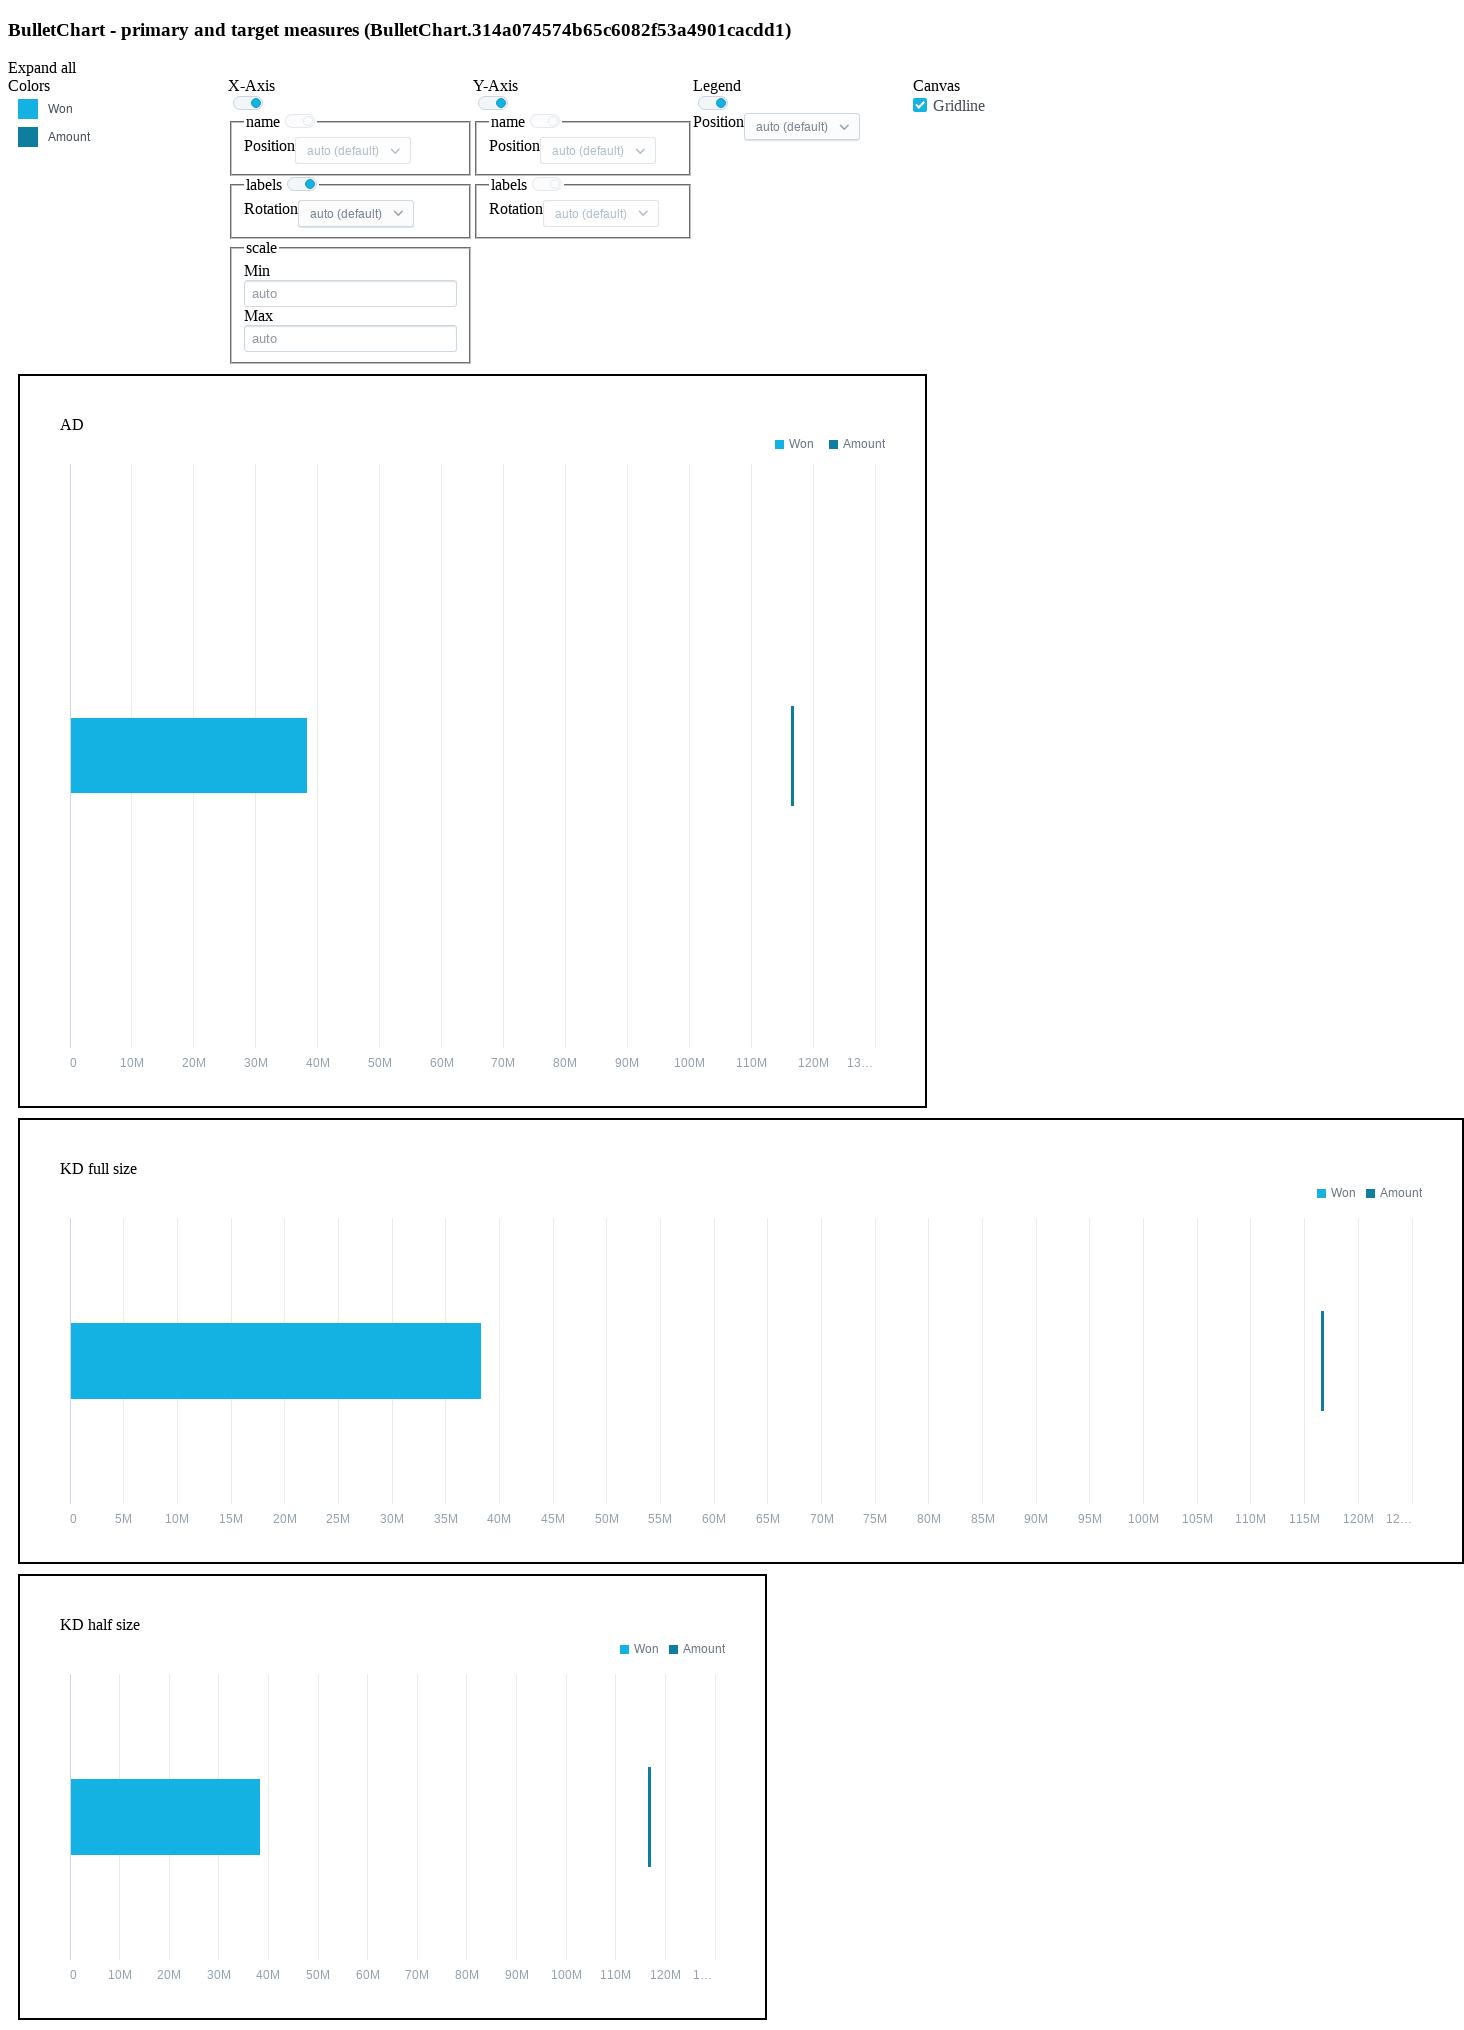 BulletChart - primary and target measures (BulletChart.314a074574b65c6082f53a4901cacdd1)
Expand all
Colors
Won
Amount
X-Axis
name
Position auto (default)
labels
Rotation auto (default)
scale
Min
auto
Max
auto
Y-Axis
name
Position auto (default)
labels
Rotation auto (default)
Legend
Position auto (default)
Canvas
Gridline
AD
Won Amount
0 10M 20M 30M 40M 50M 60M 70M 80M 90M 100M 110M 120M 13…
KD full size
Won Amount
0 5M 10M 15M 20M 25M 30M 35M 40M 45M 50M 55M 60M 65M 70M 75M 80M 85M 90M 95M 100M 105M 110M 115M 120M 12…
KD half size
Won Amount
0 10M 20M 30M 40M 50M 60M 70M 80M 90M 100M 110M 120M 1…